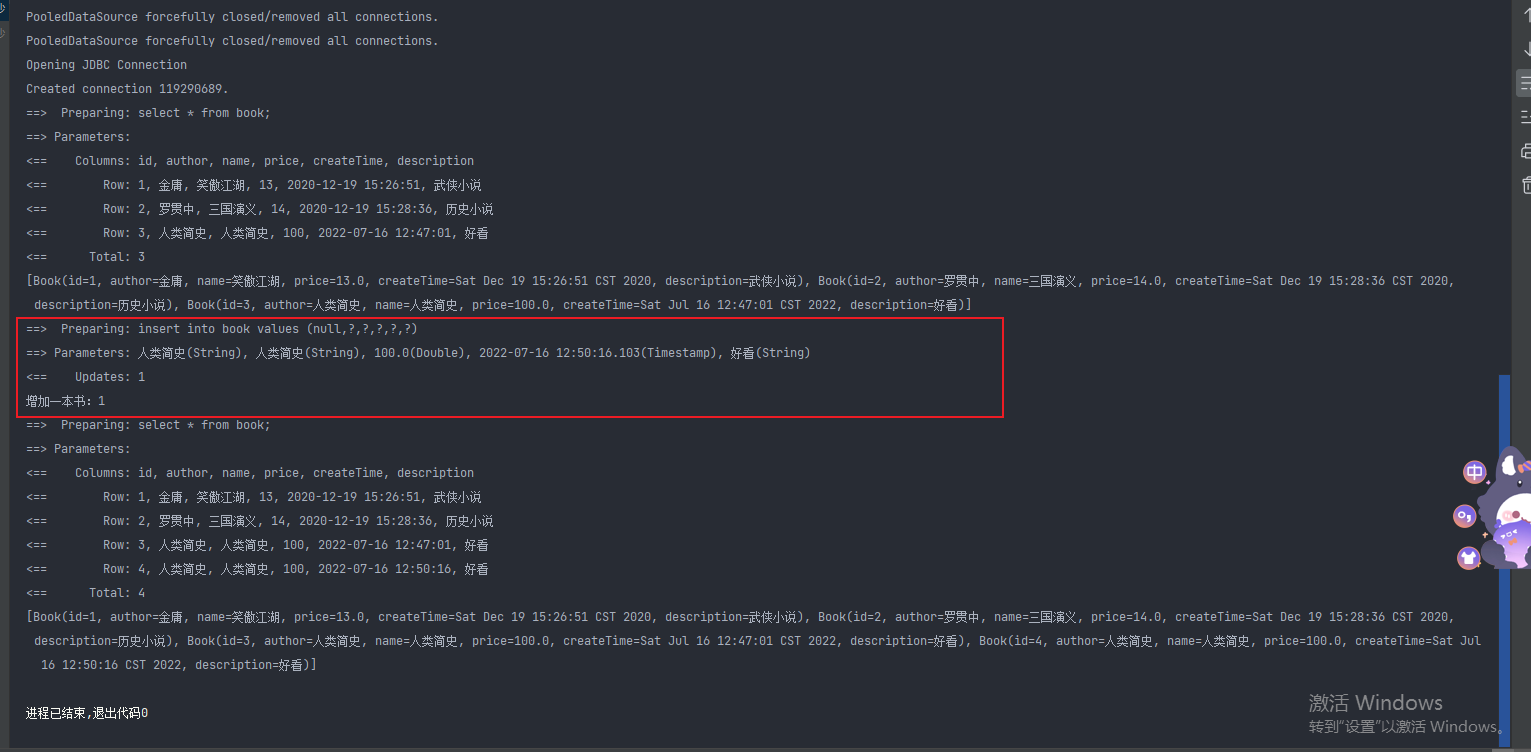 PooledDataSource forcefully closed/removed all connections.
PooledDataSource forcefully closed/removed all connections.
Opening JDBC Connection
Created connection 119290689.
==>  Preparing: select * from book;
==> Parameters:
<==    Columns: id, author, name, price, createTime, description
<==        Row: 1, 金庸, 笑傲江湖, 13, 2020-12-19 15:26:51, 武侠小说
<==        Row: 2, 罗贯中, 三国演义, 14, 2020-12-19 15:28:36, 历史小说
<==        Row: 3, 人类简史, 人类简史, 100, 2022-07-16 12:47:01, 好看
<==      Total: 3
[Book(id=1, author=金庸, name=笑傲江湖, price=13.0, createTime=Sat Dec 19 15:26:51 CST 2020, description=武侠小说), Book(id=2, author=罗贯中, name=三国演义, price=14.0, createTime=Sat Dec 19 15:28:36 CST 2020,
description=历史小说), Book(id=3, author=人类简史, name=人类简史, price=100.0, createTime=Sat Jul 16 12:47:01 CST 2022, description=好看)]
==>  Preparing: insert into book values (null,?,?,?,?,?)
==> Parameters: 人类简史(String), 人类简史(String), 100.0(Double), 2022-07-16 12:50:16.103(Timestamp), 好看(String)
<==    Updates: 1
增加一本书: 1
==>  Preparing: select * from book;
==> Parameters:
<==    Columns: id, author, name, price, createTime, description
<==        Row: 1, 金庸, 笑傲江湖, 13, 2020-12-19 15:26:51, 武侠小说
<==        Row: 2, 罗贯中, 三国演义, 14, 2020-12-19 15:28:36, 历史小说
<==        Row: 3, 人类简史, 人类简史, 100, 2022-07-16 12:47:01, 好看
<==        Row: 4, 人类简史, 人类简史, 100, 2022-07-16 12:50:16, 好看
<==      Total: 4
[Book(id=1, author=金庸, name=笑傲江湖, price=13.0, createTime=Sat Dec 19 15:26:51 CST 2020, description=武侠小说), Book(id=2, author=罗贯中, name=三国演义, price=14.0, createTime=Sat Dec 19 15:28:36 CST 2020,
description=历史小说), Book(id=3, author=人类简史, name=人类简史, price=100.0, createTime=Sat Jul 16 12:47:01 CST 2022, description=好看), Book(id=4, author=人类简史, name=人类简史, price=100.0, createTime=Sat Jul
16 12:50:16 CST 2022, description=好看)]
进程已结束,退出代码0
中
激活 Windows
转到“设置”以激活 Windows。